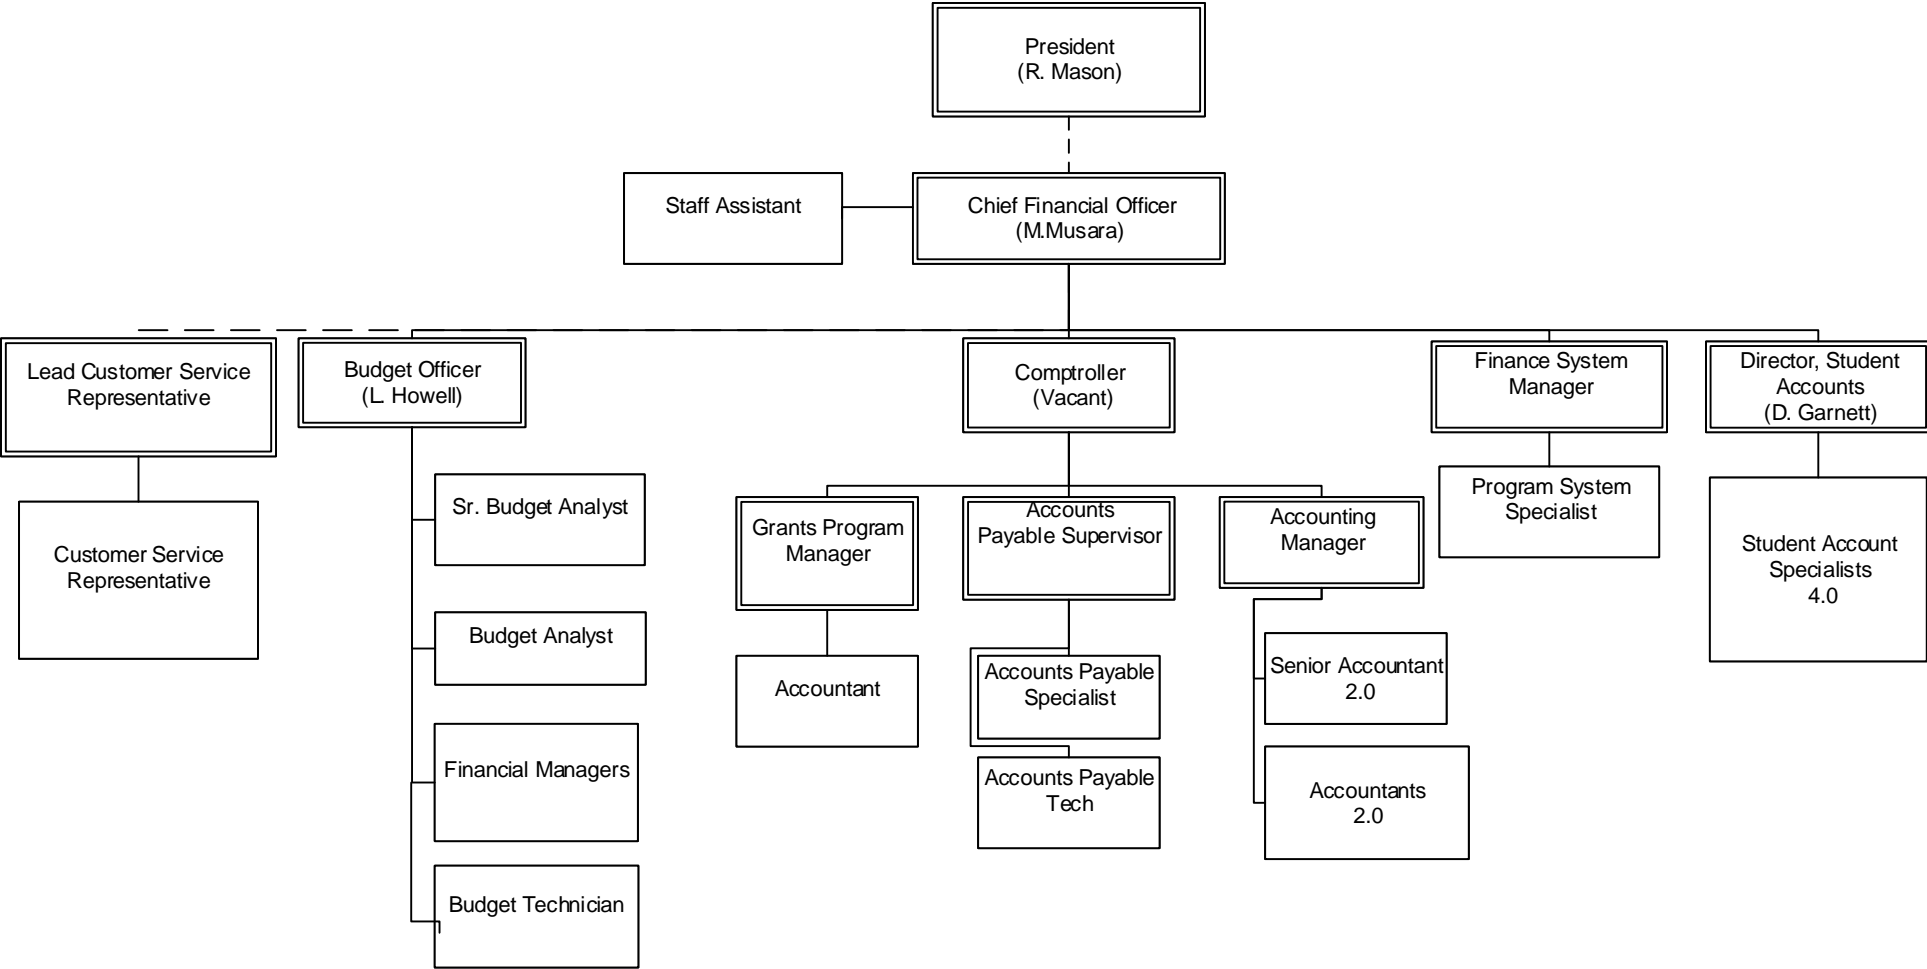 President
(R. Mason)
Staff Assistant
Chief Financial Officer
(M.Musara)
Lead Customer Service
Representative
Budget Officer
(L. Howell)
Comptroller
(Vacant)
Finance System
Manager
Director, Student
Accounts
(D. Garnett)
Customer Service
Representative
Sr. Budget Analyst
Budget Analyst
Financial Managers
Budget Technician
Grants Program
Manager
Accountant
Accounts
Payable Supervisor
Accounts Payable
Specialist
Accounts Payable
Tech
Accounting
Manager
Senior Accountant
2.0
Accountants
2.0
Program System
Specialist
Student Account
Specialists
4.0